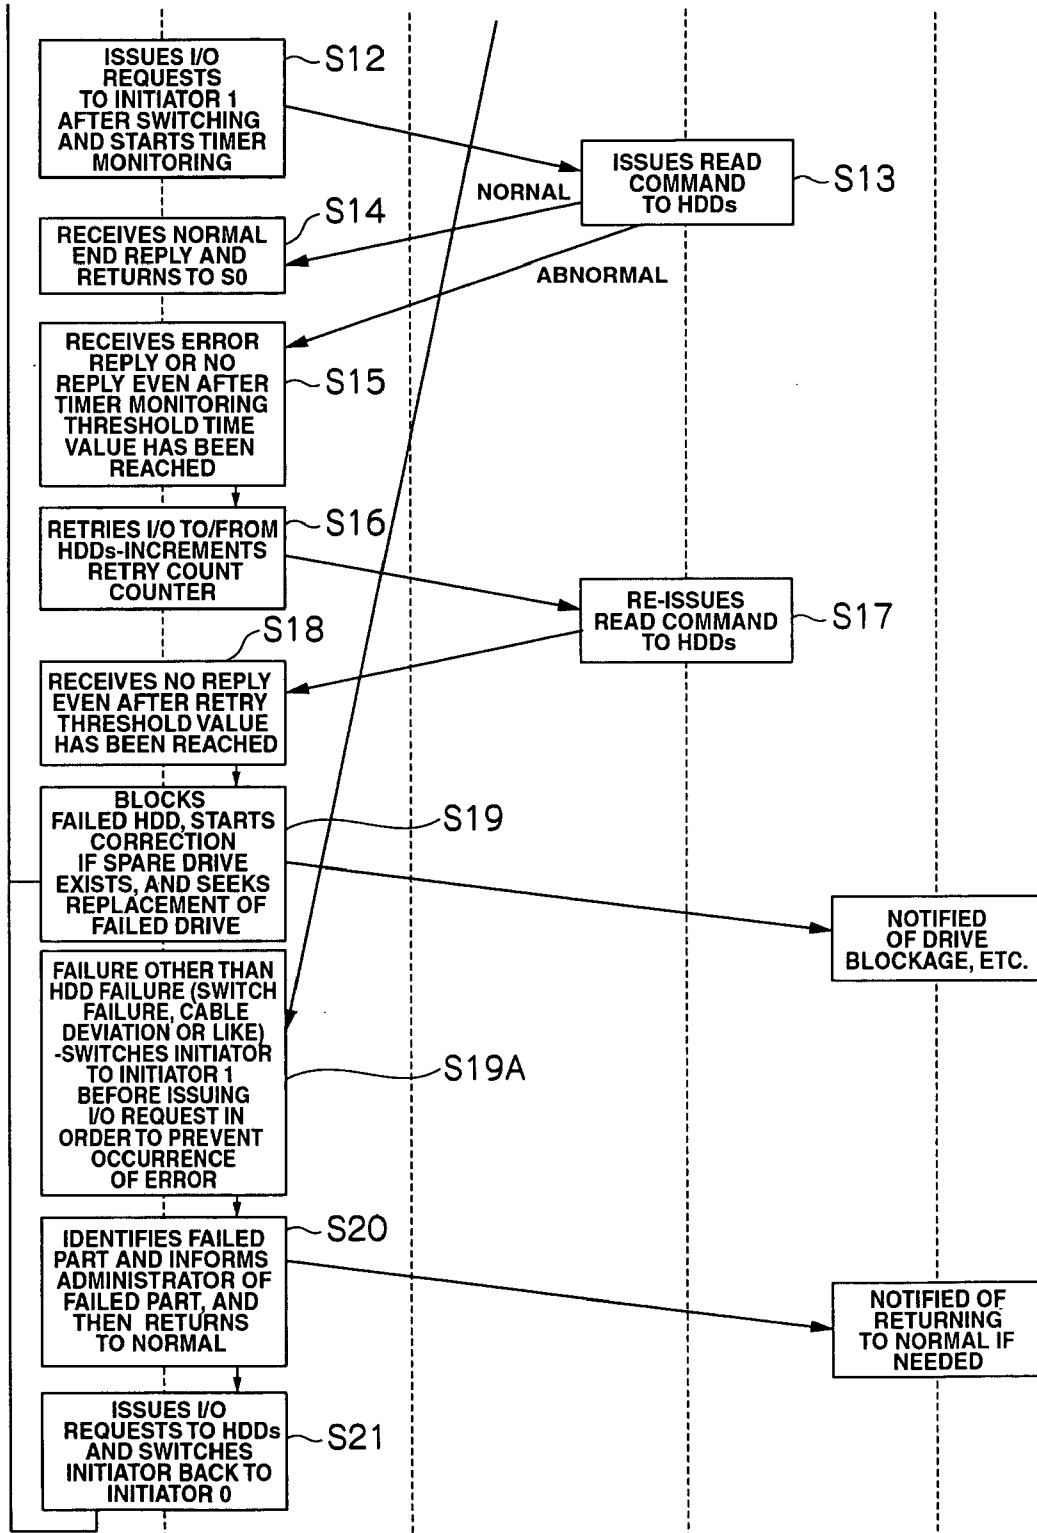 ISSUES I/O
REQUESTS
TO INITIATOR 1
AFTER SWITCHING
AND STARTS TIMER
MONITORING
S12
ISSUES READ
COMMAND
TO HDDs
S13
NORNAL
S14
RECEIVES NORMAL
END REPLY AND
RETURNS TO S0
ABNORMAL
RECEIVES ERROR
REPLY OR NO
REPLY EVEN AFTER
TIMER MONITORING
THRESHOLD TIME
VALUE HAS BEEN
REACHED
S15
S16
RETRIES I/O TO/FROM
HDDs-INCREMENTS
RETRY COUNT
COUNTER
RE-ISSUES
READ COMMAND
TO HDDs
S17
S18
RECEIVES NO REPLY
EVEN AFTER RETRY
THRESHOLD VALUE
HAS BEEN REACHED
BLOCKS
FAILED HDD, STARTS
CORRECTION
IF SPARE DRIVE
EXISTS, AND SEEKS
REPLACEMENT OF
FAILED DRIVE
S19
NOTIFIED
OF DRIVE
BLOCKAGE, ETC.
FAILURE OTHER THAN
HDD FAILURE (SWITCH
FAILURE, CABLE
DEVIATION OR LIKE)
-SWITCHES INITIATOR
TO INITIATOR 1
BEFORE ISSUING
I/O REQUEST IN
ORDER TO PREVENT
OCCURRENCE
OF ERROR
S19A
S20
IDENTIFIES FAILED
PART AND INFORMS
ADMINISTRATOR OF
FAILED PART, AND
THEN RETURNS
TO NORMAL
NOTIFIED OF
RETURNING
TO NORMAL IF
NEEDED
ISSUES I/O
REQUESTS TO HDDs
AND SWITCHES
INITIATOR BACK TO
INITIATOR 0
S21